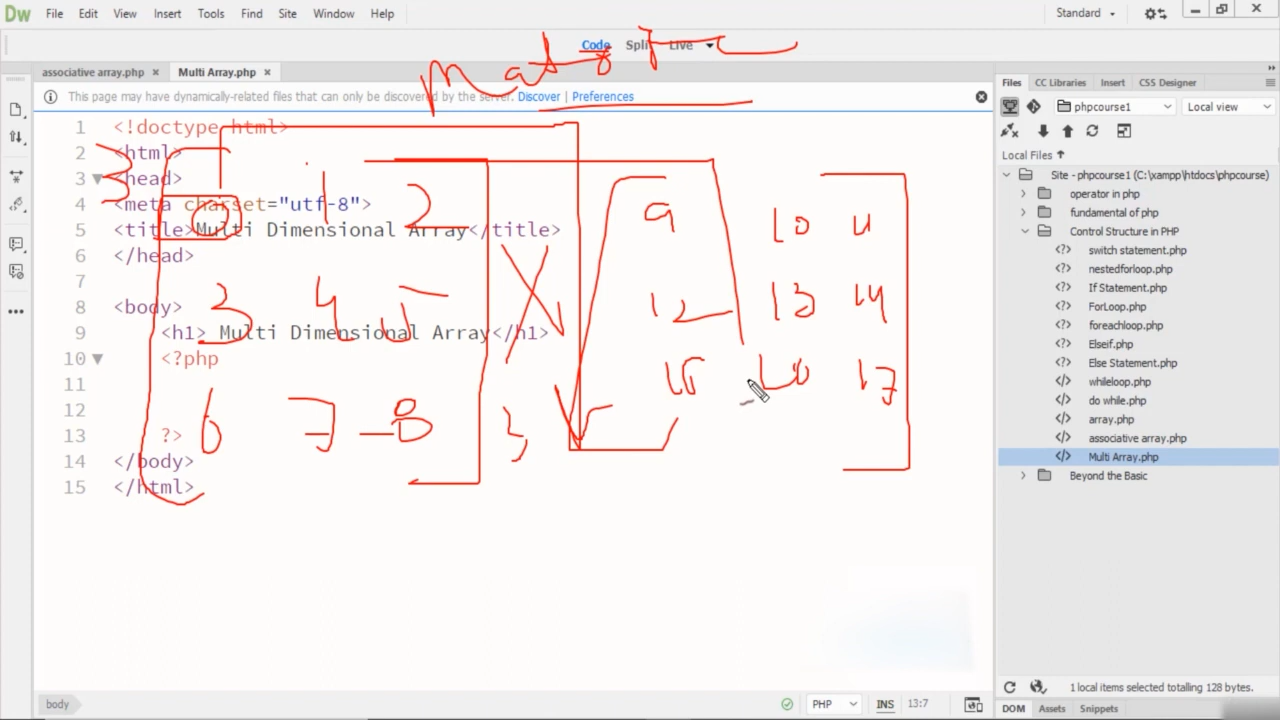 Dw File Edit View Insert Tools Find Site Window Help Standard
Code Split Live
associative array.php Multi Array.php
This page may have dynamically-related files that can only be discovered by the server. Discover Preferences
1 <!doctype html>
2 <html>
3 <head>
4 <meta charset="utf-8">
5 <title>Multi Dimensional Array</title>
6 </head>
7
8 <body>
9 <h1> Multi Dimensional Array</h1>
10 <?php
11
12
13 ?>
14 </body>
15 </html>
3
0 1 2
3 4 5
6 7 8
X 3
9 10 11
12 13 14
15 17
body PHP INS 13:7
Files CC Libraries Insert CSS Designer
phpcourse1 Local view
Local Files
Site - phpcourse1 (C:\xampp\htdocs\phpcourse)
operator in php
fundamental of php
Control Structure in PHP
switch statement.php
nestedforloop.php
If Statement.php
ForLoop.php
foreachloop.php
Elseif.php
Else Statement.php
whileloop.php
do while.php
array.php
associative array.php
Multi Array.php
Beyond the Basic
1 local items selected totalling 128 bytes.
DOM Assets Snippets